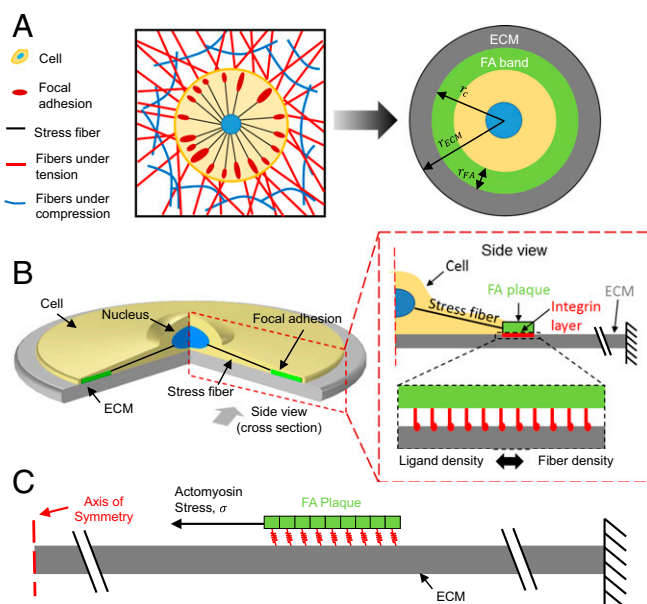 A
Cell
Focal
adhesion
Stress fiber
Fibers under
tension
Fibers under
compression
ECM
FA band
r_c
r_ECM
r_FA
B
Cell
Nucleus
Focal adhesion
Stress fiber
ECM
Side view
(cross section)
Side view
Cell
FA plaque
ECM
Stress fiber
Integrin
layer
Ligand density
Fiber density
C
Axis of
Symmetry
Actomyosin
Stress, σ
FA Plaque
ECM